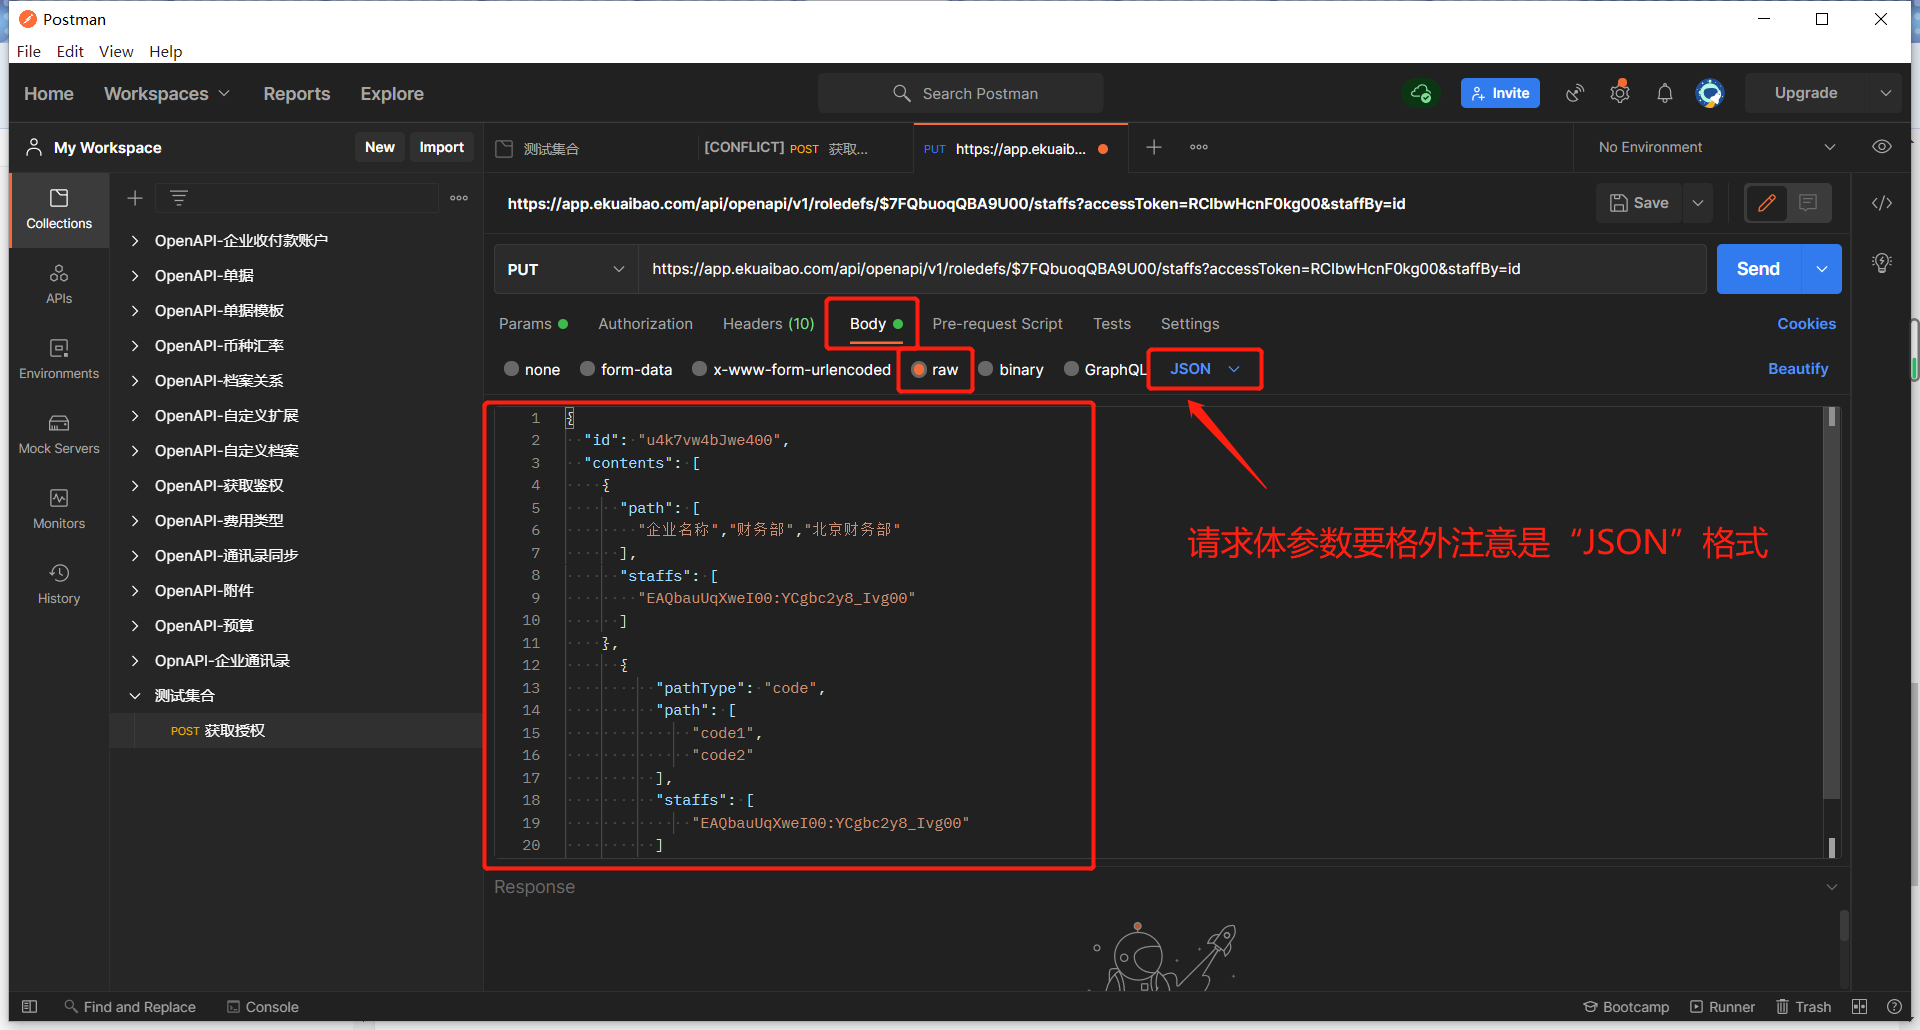 Postman
File Edit View Help
Home Workspaces Reports Explore Search Postman Invite Upgrade
My Workspace New Import 测试集合 [CONFLICT] POST 获取... PUT https://app.ekuaib... No Environment
Collections
APIs
Environments
Mock Servers
Monitors
History
OpenAPI-企业收付款账户
OpenAPI-单据
OpenAPI-单据模板
OpenAPI-币种汇率
OpenAPI-档案关系
OpenAPI-自定义扩展
OpenAPI-自定义档案
OpenAPI-获取鉴权
OpenAPI-费用类型
OpenAPI-通讯录同步
OpenAPI-附件
OpenAPI-预算
OpnAPI-企业通讯录
测试集合
POST 获取授权
https://app.ekuaibao.com/api/openapi/v1/roledefs/$7FQbuoqQBA9U00/staffs?accessToken=RCIbwHcnF0kg00&staffBy=id Save
PUT https://app.ekuaibao.com/api/openapi/v1/roledefs/$7FQbuoqQBA9U00/staffs?accessToken=RCIbwHcnF0kg00&staffBy=id Send
Params Authorization Headers (10) Body Pre-request Script Tests Settings Cookies
none form-data x-www-form-urlencoded raw binary GraphQL JSON Beautify
1 {
2 "id": "u4k7vw4bJwe400",
3 "contents": [
4 {
5 "path": [
6 "企业名称","财务部","北京财务部"
7 ],
8 "staffs": [
9 "EAQbauUqXweI00:YCgbc2y8_Ivg00"
10 ]
11 },
12 {
13 "pathType": "code",
14 "path": [
15 "code1",
16 "code2"
17 ],
18 "staffs": [
19 "EAQbauUqXweI00:YCgbc2y8_Ivg00"
20 ]
请求体参数要格外注意是“JSON”格式
Response
Find and Replace Console Bootcamp Runner Trash